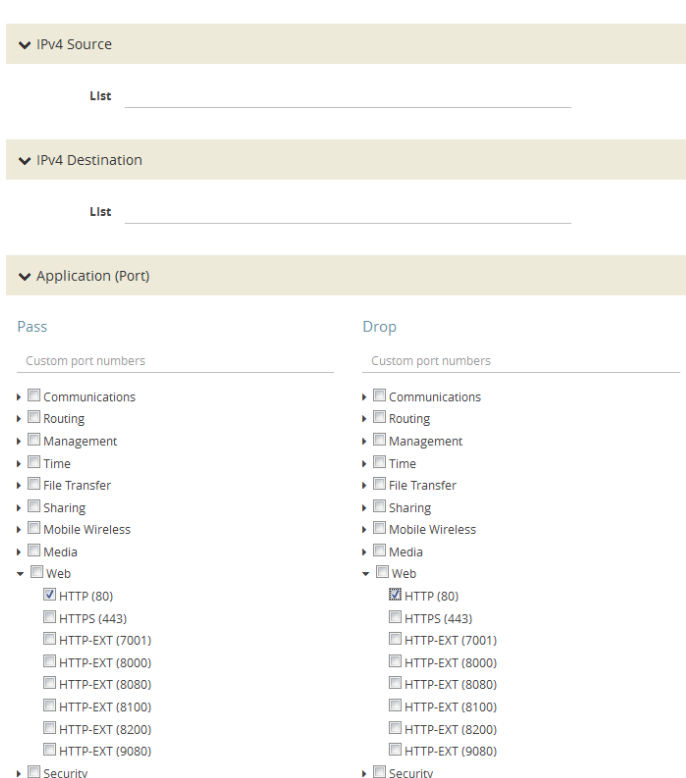 IPv4 Source
List
IPv4 Destination
List
Application (Port)
Pass
Custom port numbers
Communications
Routing
Management
Time
File Transfer
Sharing
Mobile Wireless
Media
Web
HTTP (80)
HTTPS (443)
HTTP-EXT (7001)
HTTP-EXT (8000)
HTTP-EXT (8080)
HTTP-EXT (8100)
HTTP-EXT (8200)
HTTP-EXT (9080)
Security
Drop
Custom port numbers
Communications
Routing
Management
Time
File Transfer
Sharing
Mobile Wireless
Media
Web
HTTP (80)
HTTPS (443)
HTTP-EXT (7001)
HTTP-EXT (8000)
HTTP-EXT (8080)
HTTP-EXT (8100)
HTTP-EXT (8200)
HTTP-EXT (9080)
Security